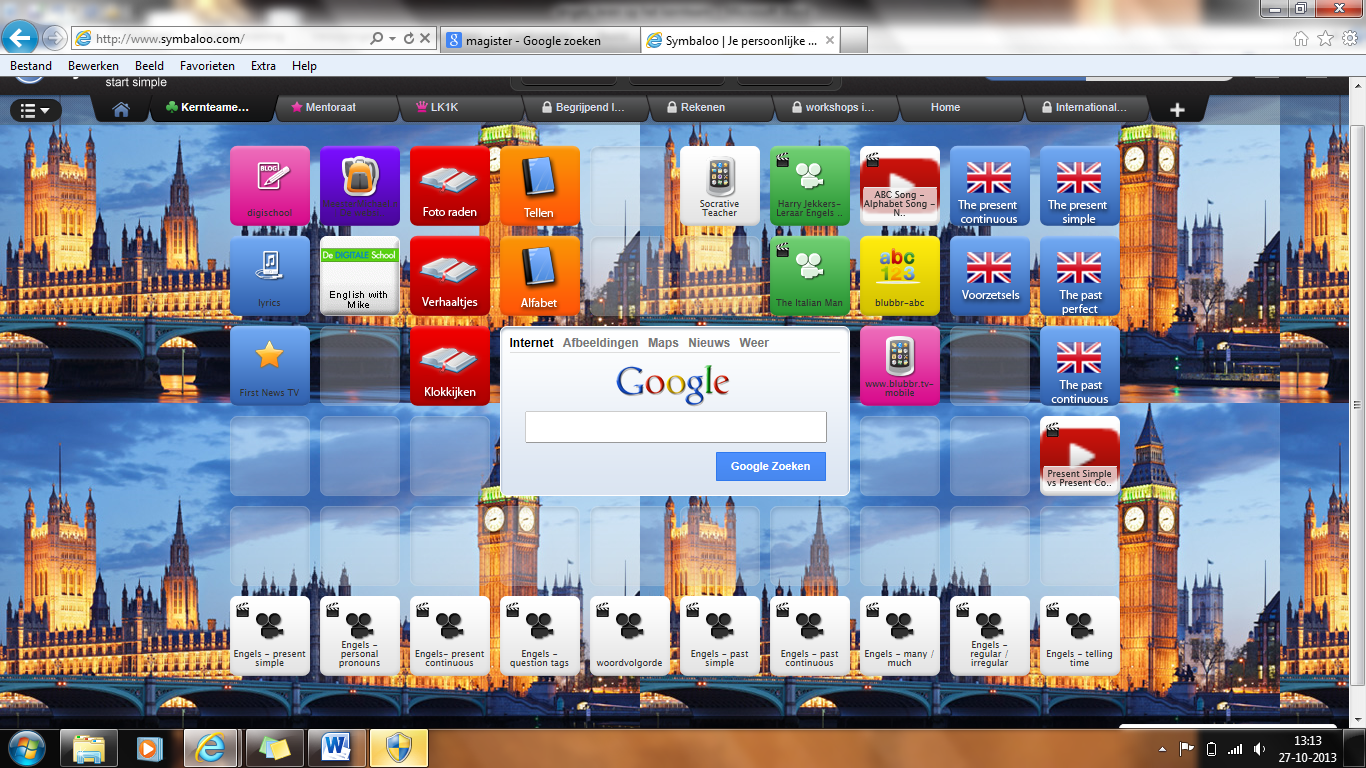 http://www.symbaloo.com/
magister - Google zoeken
Symbaloo | Je persoonlijke ...
Bestand Bewerken Beeld Favorieten Extra Help
start simple
Kernteame...
Mentoraat
LK1K
Begrijpend l...
Rekenen
workshops i...
Home
International...
BLOG
digischool
Foto raden
Tellen
Socrative
Teacher
Harry Jekkers-
Leraar Engels ..
ABC Song -
Alphabet Song -
N..
The present
continuous
The present
simple
lyrics
De DIGITALE School
English with
Mike
Verhaaltjes
Alfabet
The Italian Man
abc
123
blubbr-abc
Voorzetsels
The past
perfect
First News TV
Klokkijken
Internet Afbeeldingen Maps Nieuws Weer
Google
Google Zoeken
www.blubbr.tv-
mobile
The past
continuous
Present Simple
vs Present Co..
Engels - present
simple
Engels -
personal
pronouns
Engels- present
continuous
Engels -
question tags
woordvolgorde
Engels - past
simple
Engels - past
continuous
Engels - many /
much
Engels -
regular /
irregular
Engels - telling
time
13:13
27-10-2013